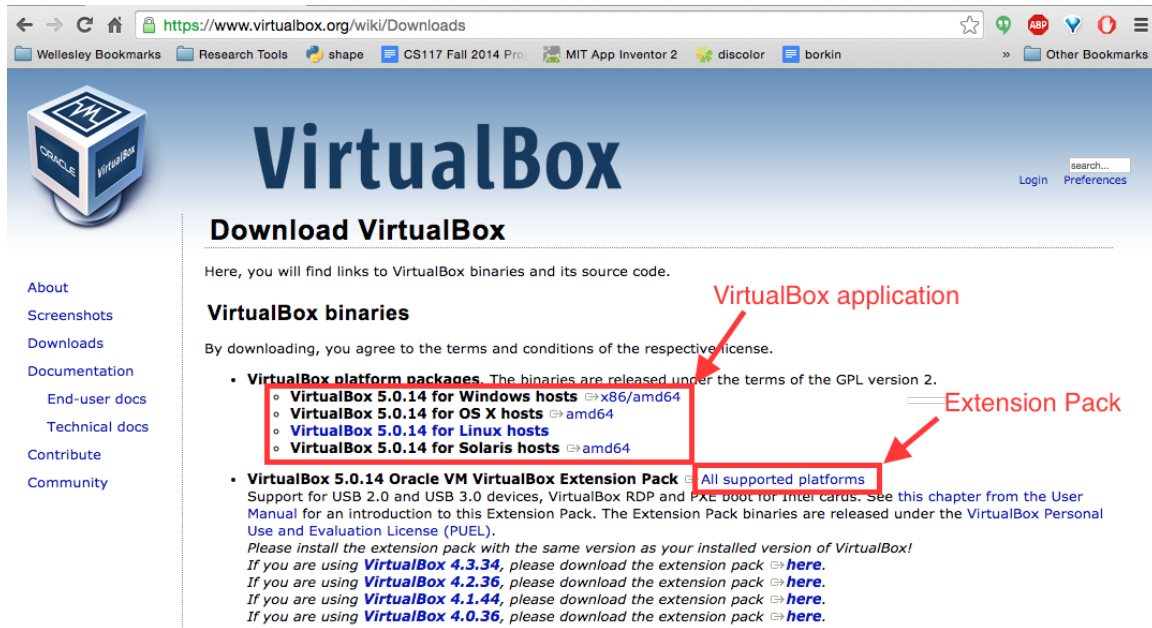 https://www.virtualbox.org/wiki/Downloads
ABP
Wellesley Bookmarks Research Tools shape CS117 Fall 2014 Pro MIT App Inventor 2 discolor borkin » Other Bookmarks
ORACLE
VirtualBox
VirtualBox
search...
Login Preferences
Download VirtualBox
Here, you will find links to VirtualBox binaries and its source code.
About
Screenshots
Downloads
Documentation
End-user docs
Technical docs
Contribute
Community
VirtualBox application
VirtualBox binaries
By downloading, you agree to the terms and conditions of the respective license.
• VirtualBox platform packages. The binaries are released under the terms of the GPL version 2.
Extension Pack
◦ VirtualBox 5.0.14 for Windows hosts x86/amd64
◦ VirtualBox 5.0.14 for OS X hosts amd64
◦ VirtualBox 5.0.14 for Linux hosts
◦ VirtualBox 5.0.14 for Solaris hosts amd64
• VirtualBox 5.0.14 Oracle VM VirtualBox Extension Pack All supported platforms
Support for USB 2.0 and USB 3.0 devices, VirtualBox RDP and PXE boot for Intel cards. See this chapter from the User
Manual for an introduction to this Extension Pack. The Extension Pack binaries are released under the VirtualBox Personal
Use and Evaluation License (PUEL).
Please install the extension pack with the same version as your installed version of VirtualBox!
If you are using VirtualBox 4.3.34, please download the extension pack here.
If you are using VirtualBox 4.2.36, please download the extension pack here.
If you are using VirtualBox 4.1.44, please download the extension pack here.
If you are using VirtualBox 4.0.36, please download the extension pack here.